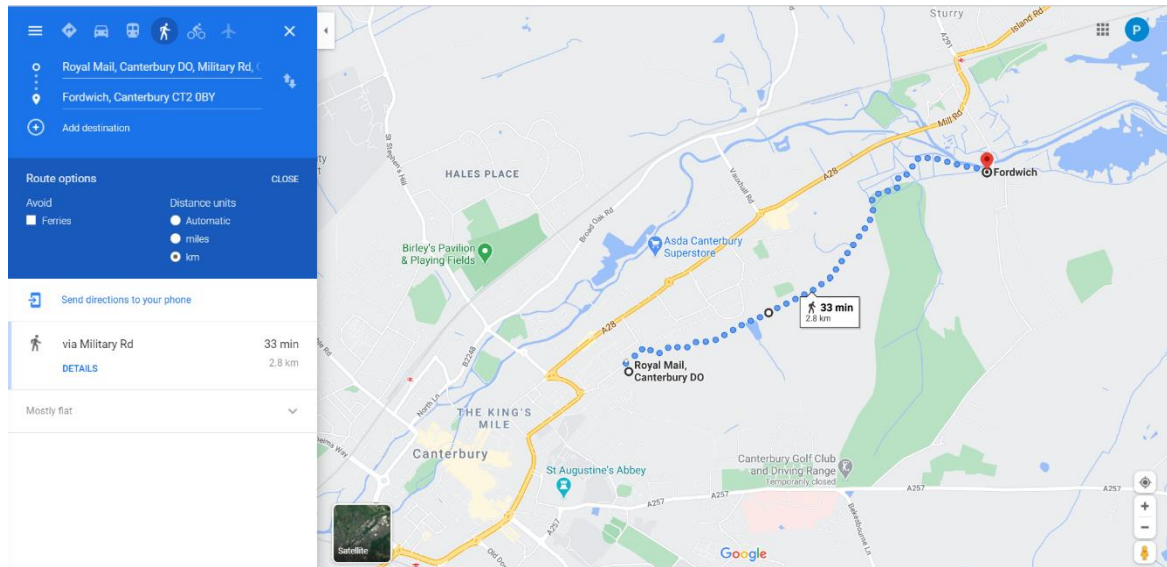 Royal Mail, Canterbury DO, Military Rd,
Fordwich, Canterbury CT2 0BY
Add destination
Route options
CLOSE
Avoid
Distance units
Ferries
Automatic
miles
km
Send directions to your phone
via Military Rd
33 min
DETAILS
2.8 km
Mostly flat
Sturry
Island Rd
A291
P
Mill Rd
St Stephen's Hill
HALES PLACE
Vauxhall Rd
A28
Fordwich
Broad Oak Rd
Birley's Pavilion
& Playing Fields
Asda Canterbury
Superstore
33 min
2.8 km
A28
Royal Mail,
Canterbury DO
B2248
North Ln
THE KING'S
MILE
Canterbury
St Augustine's Abbey
Canterbury Golf Club
and Driving Range
Temporarily closed
A257
A257
A257
A257
A257
Bekesbourne Ln
Satellite
Google